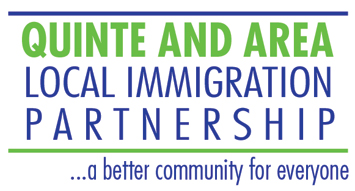 QUINTE AND AREA
LOCAL IMMIGRATION
PARTNERSHIP
...a better community for everyone